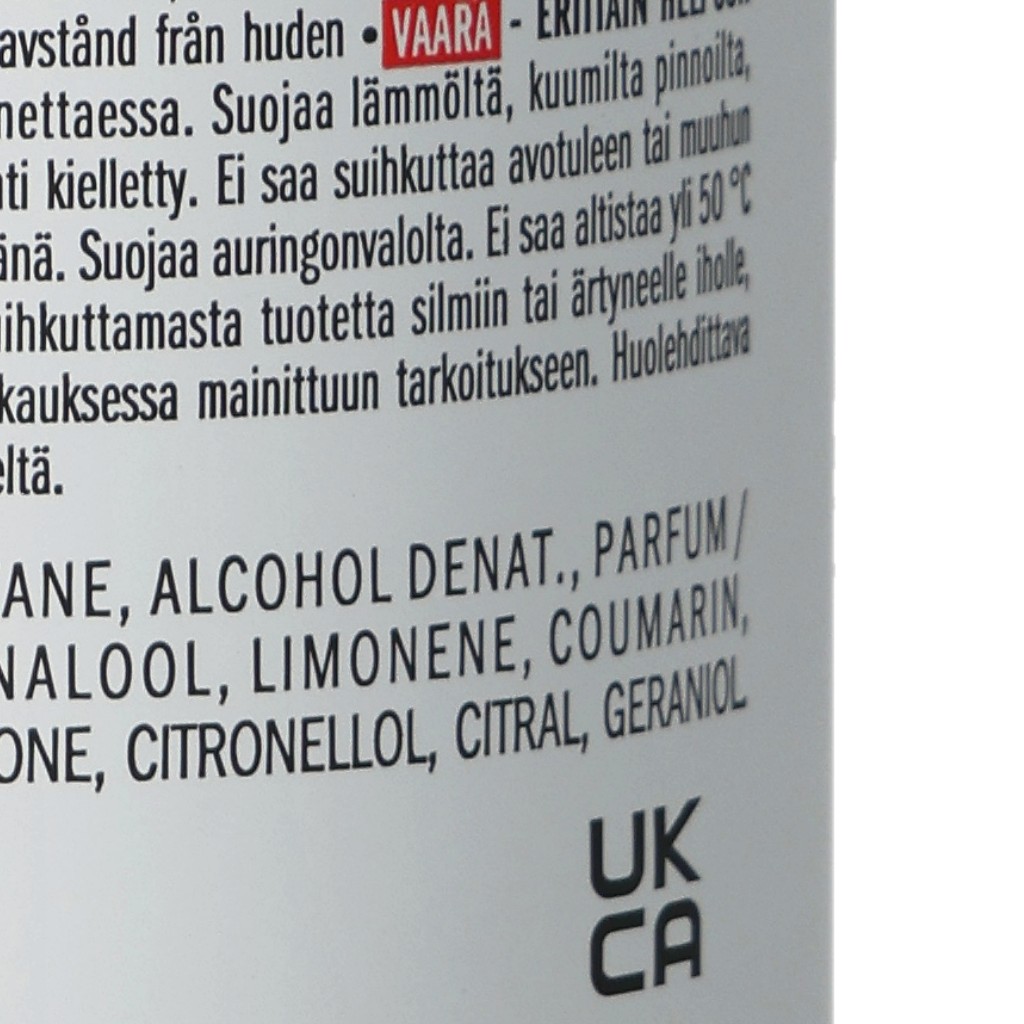 avstånd från huden • VAARA - ERITTÄIN
nettaessa. Suojaa lämmöltä, kuumilta pinnoilta,
ti kielletty. Ei saa suihkuttaa avotuleen tai muuhun
änä. Suojaa auringonvalolta. Ei saa altistaa yli 50 °C
ihkuttamasta tuotetta silmiin tai ärtyneelle iholle,
kauksessa mainittuun tarkoitukseen. Huolehdittava
eltä.
ANE, ALCOHOL DENAT., PARFUM/
NALOOL, LIMONENE, COUMARIN,
ONE, CITRONELLOL, CITRAL, GERANIOL
UK
CA